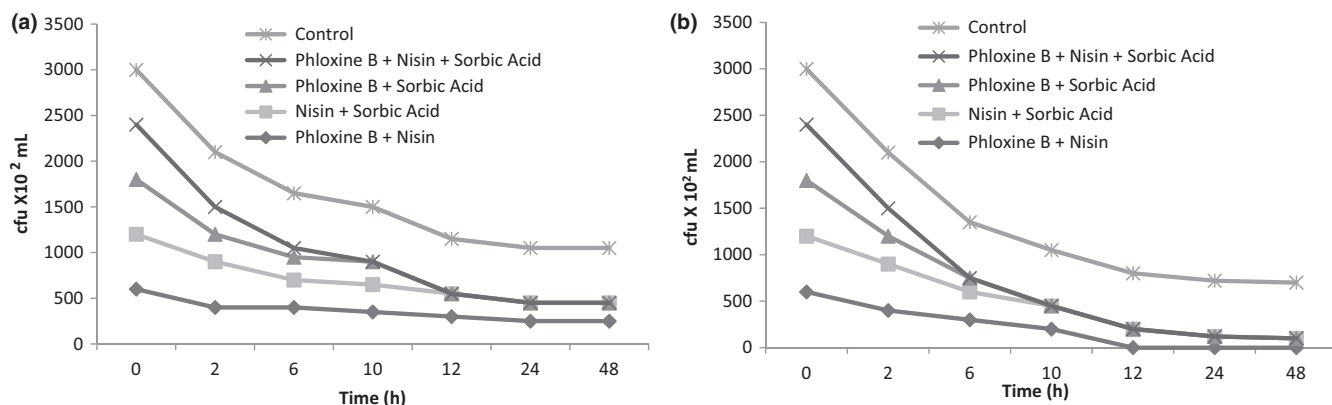 (a)
3500
3000
2500
2000
1500
1000
500
0
cfu X10 2 mL
Control
Phloxine B + Nisin + Sorbic Acid
Phloxine B + Sorbic Acid
Nisin + Sorbic Acid
Phloxine B + Nisin
0 2 6 10 12 24 48
Time (h)
(b)
3500
3000
2500
2000
1500
1000
500
0
cfu X 10² mL
Control
Phloxine B + Nisin + Sorbic Acid
Phloxine B + Sorbic Acid
Nisin + Sorbic Acid
Phloxine B + Nisin
0 2 6 10 12 24 48
Time (h)